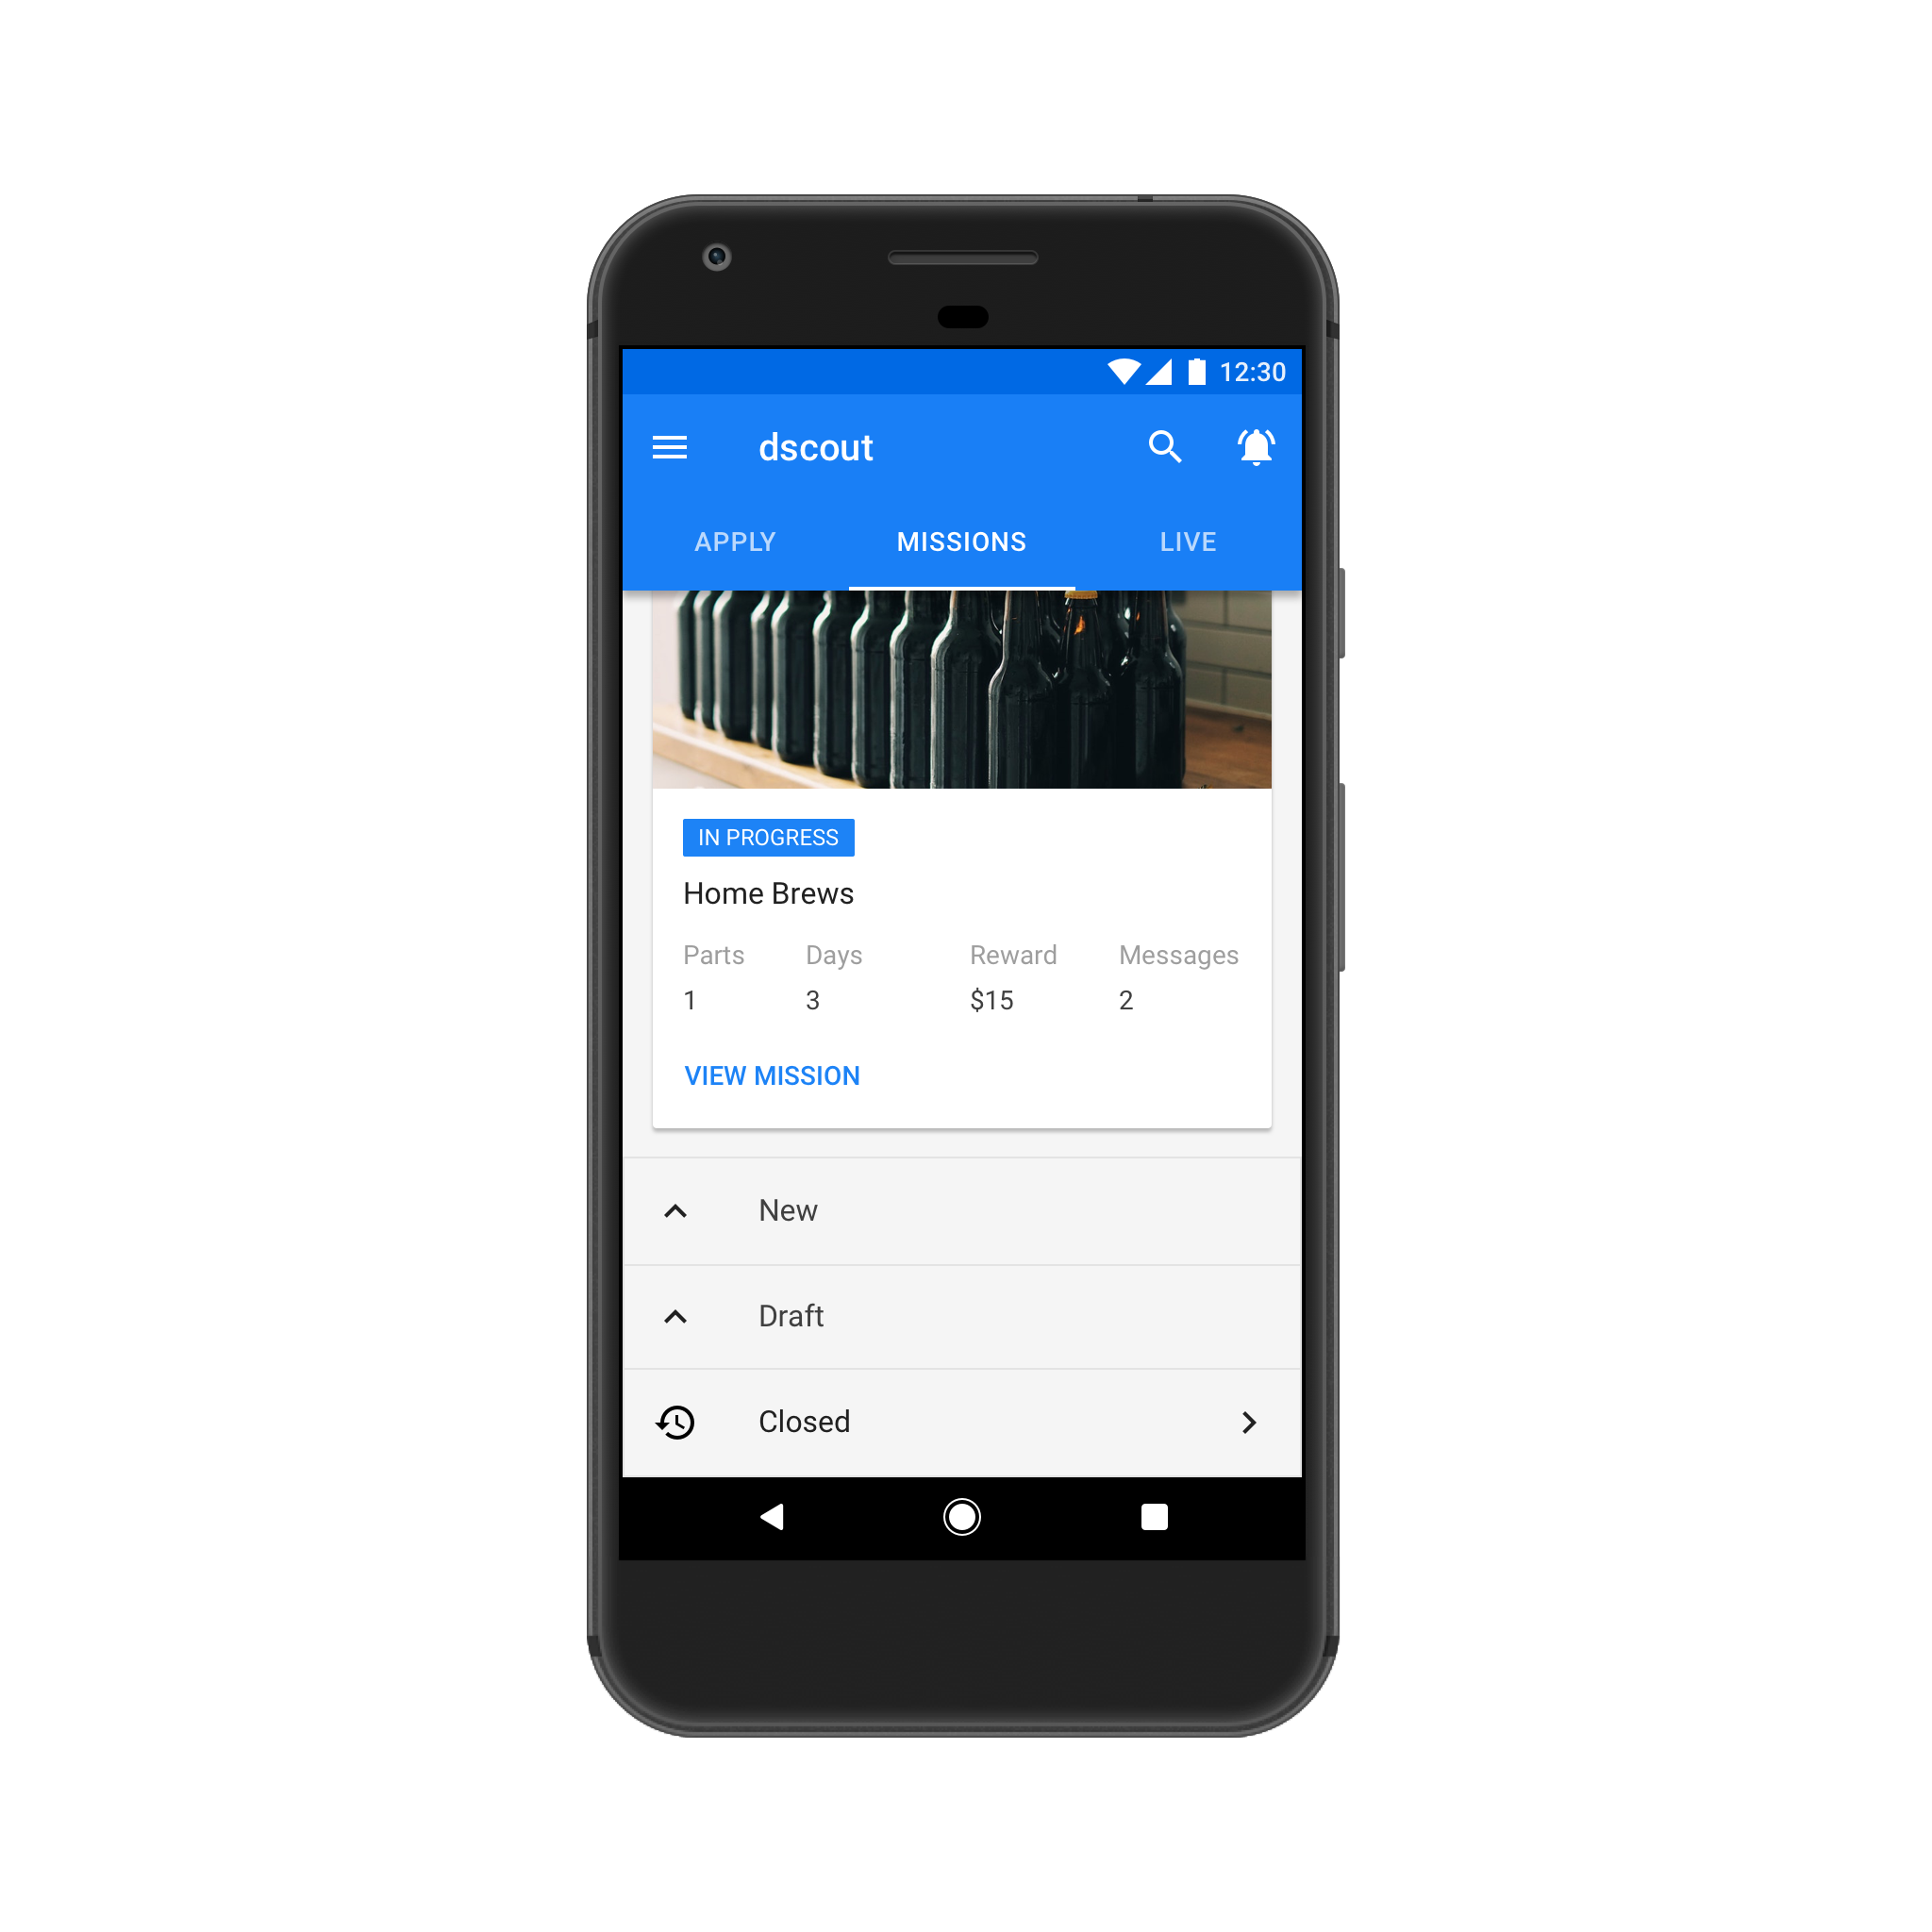 12:30
dscout
APPLY MISSIONS LIVE
IN PROGRESS
Home Brews
Parts Days Reward Messages
1 3 $15 2
VIEW MISSION
New
Draft
Closed